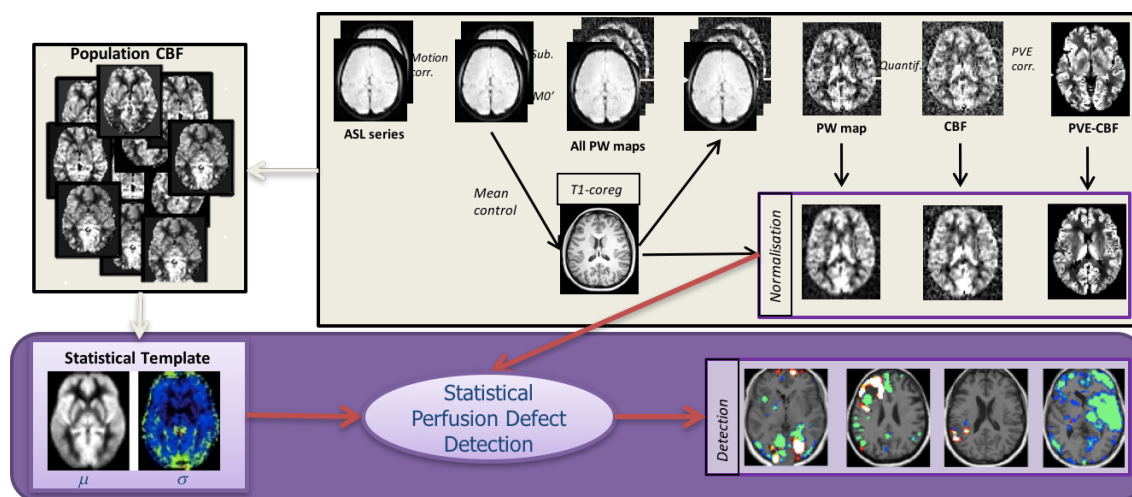 Population CBF
ASL series
Motion
corr.
Sub.
M0'
All PW maps
PW map
Quantif.
CBF
PVE
corr.
PVE-CBF
Mean
control
T1-coreg
Normalisation
Statistical Template
μ
σ
Statistical
Perfusion Defect
Detection
Detection